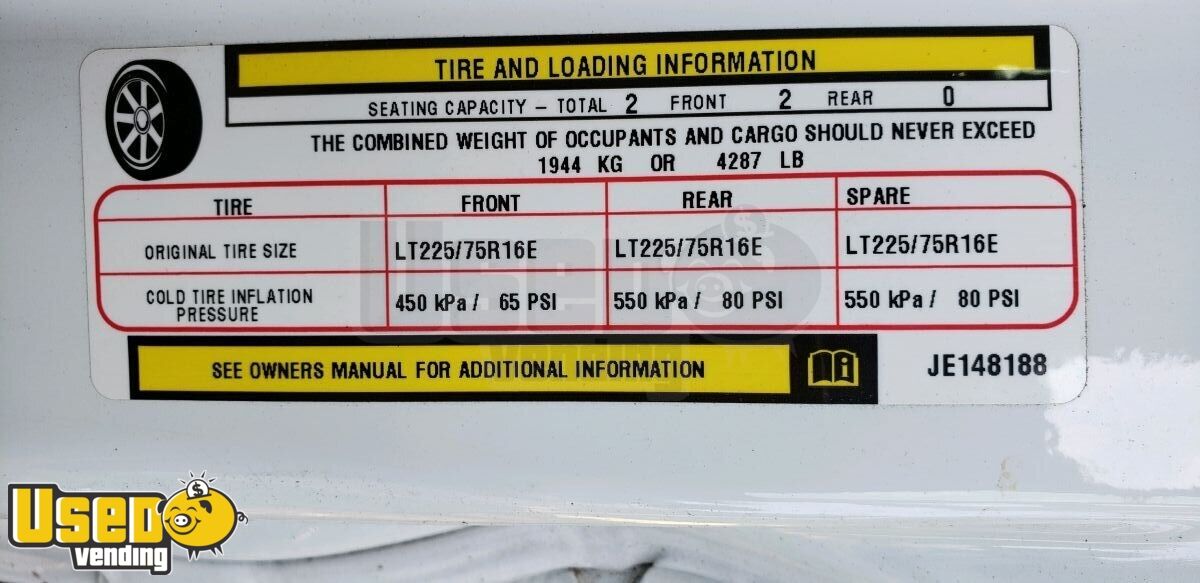 TIRE AND LOADING INFORMATION
SEATING CAPACITY – TOTAL 2 FRONT 2 REAR 0
THE COMBINED WEIGHT OF OCCUPANTS AND CARGO SHOULD NEVER EXCEED
1944 KG OR 4287 LB
TIRE FRONT REAR SPARE
ORIGINAL TIRE SIZE LT225/75R16E LT225/75R16E LT225/75R16E
COLD TIRE INFLATION PRESSURE 450 kPa / 65 PSI 550 kPa / 80 PSI 550 kPa / 80 PSI
SEE OWNERS MANUAL FOR ADDITIONAL INFORMATION JE148188
Used
vending
$
Used
vending
$